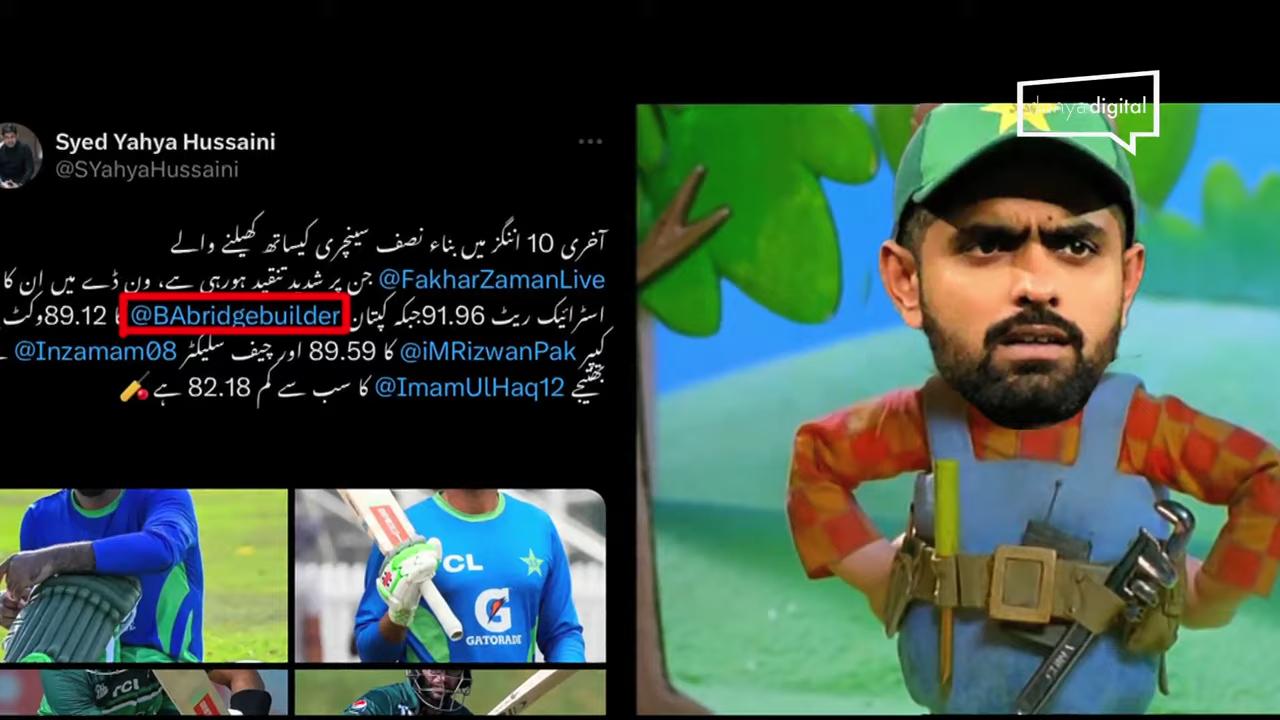 dunya digital
Syed Yahya Hussaini
@SYahyaHussaini
آخری 10 اننگز میں بناء نصف سینچری کیساتھ کھیلنے والے
@FakharZamanLive جن پر شدید تنقید ہورہی ہے، ون ڈے میں ان کا
اسٹرائیک ریٹ 91.96 جبکہ کپتان @BAbridgebuilder 89.12 وکٹ
کیپر @iMRizwanPak کا 89.59 اور چیف سلیکٹر @Inzamam08
بھتیجے @ImamUlHaq12 کا سب سے کم 82.18 ہے 🏏
CL
GATORADE
TCL